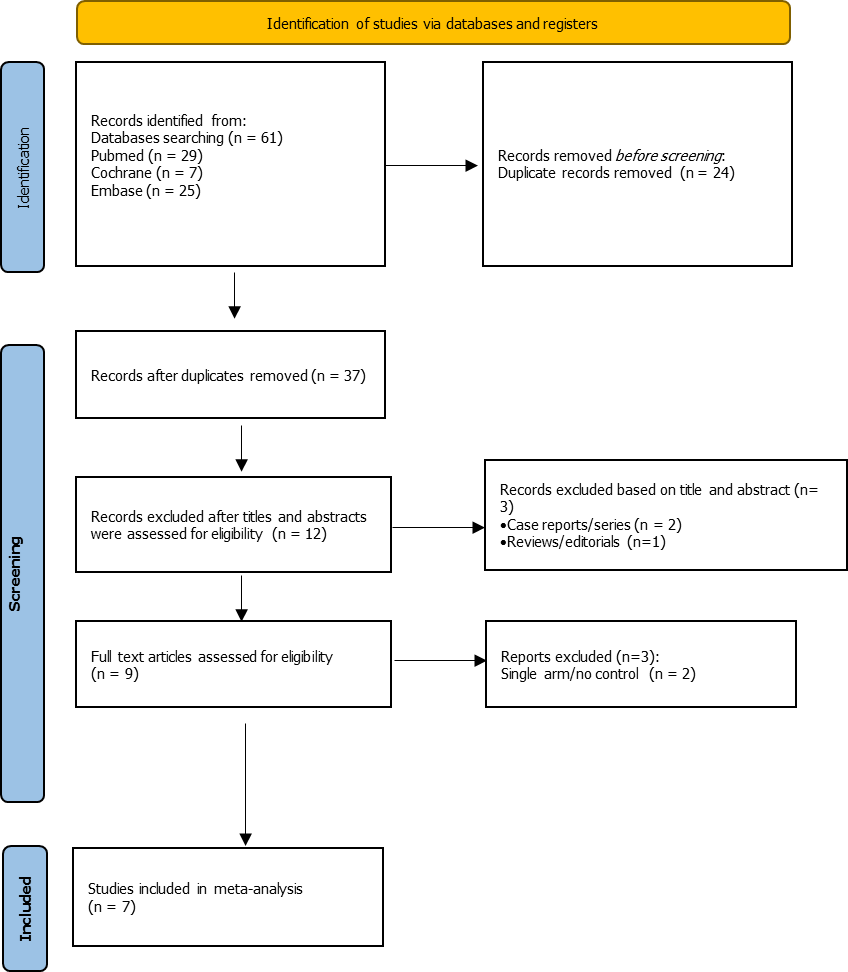 Identification of studies via databases and registers
Identification
Records identified from:
Databases searching (n = 61)
Pubmed (n = 29)
Cochrane (n = 7)
Embase (n = 25)
Records removed before screening:
Duplicate records removed (n = 24)
Screening
Records after duplicates removed (n = 37)
Records excluded after titles and abstracts
were assessed for eligibility (n = 12)
Records excluded based on title and abstract (n=
3)
•Case reports/series (n = 2)
•Reviews/editorials (n=1)
Full text articles assessed for eligibility
(n = 9)
Reports excluded (n=3):
Single arm/no control (n = 2)
Included
Studies included in meta-analysis
(n = 7)